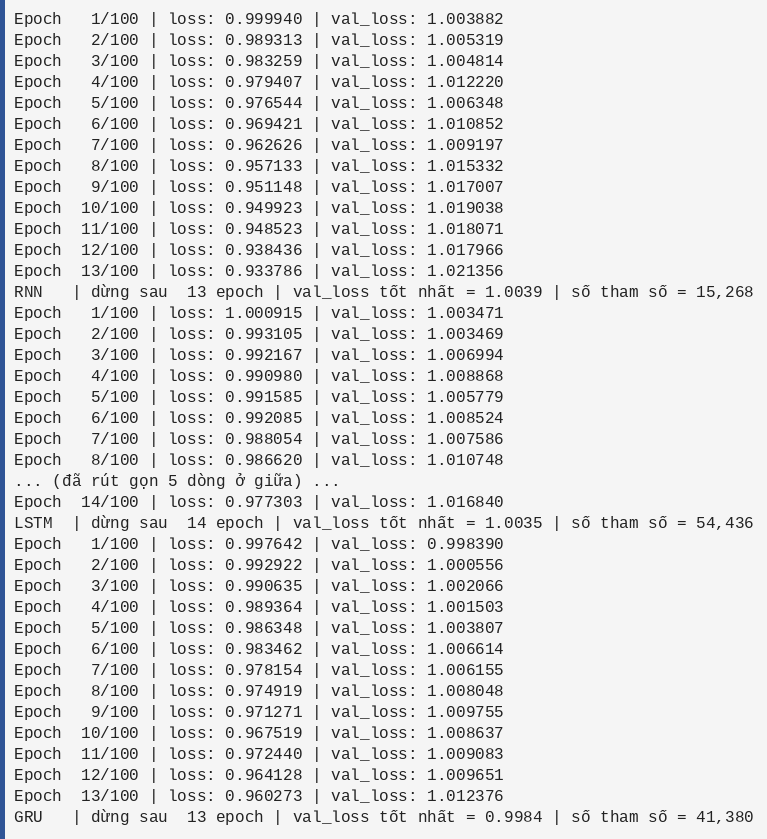 Epoch   1/100 | loss: 0.999940 | val_loss: 1.003882
Epoch   2/100 | loss: 0.989313 | val_loss: 1.005319
Epoch   3/100 | loss: 0.983259 | val_loss: 1.004814
Epoch   4/100 | loss: 0.979407 | val_loss: 1.012220
Epoch   5/100 | loss: 0.976544 | val_loss: 1.006348
Epoch   6/100 | loss: 0.969421 | val_loss: 1.010852
Epoch   7/100 | loss: 0.962626 | val_loss: 1.009197
Epoch   8/100 | loss: 0.957133 | val_loss: 1.015332
Epoch   9/100 | loss: 0.951148 | val_loss: 1.017007
Epoch  10/100 | loss: 0.949923 | val_loss: 1.019038
Epoch  11/100 | loss: 0.948523 | val_loss: 1.018071
Epoch  12/100 | loss: 0.938436 | val_loss: 1.017966
Epoch  13/100 | loss: 0.933786 | val_loss: 1.021356
RNN   | dừng sau  13 epoch | val_loss tốt nhất = 1.0039 | số tham số = 15,268
Epoch   1/100 | loss: 1.000915 | val_loss: 1.003471
Epoch   2/100 | loss: 0.993105 | val_loss: 1.003469
Epoch   3/100 | loss: 0.992167 | val_loss: 1.006994
Epoch   4/100 | loss: 0.990980 | val_loss: 1.008868
Epoch   5/100 | loss: 0.991585 | val_loss: 1.005779
Epoch   6/100 | loss: 0.992085 | val_loss: 1.008524
Epoch   7/100 | loss: 0.988054 | val_loss: 1.007586
Epoch   8/100 | loss: 0.986620 | val_loss: 1.010748
... (đã rút gọn 5 dòng ở giữa) ...
Epoch  14/100 | loss: 0.977303 | val_loss: 1.016840
LSTM  | dừng sau  14 epoch | val_loss tốt nhất = 1.0035 | số tham số = 54,436
Epoch   1/100 | loss: 0.997642 | val_loss: 0.998390
Epoch   2/100 | loss: 0.992922 | val_loss: 1.000556
Epoch   3/100 | loss: 0.990635 | val_loss: 1.002066
Epoch   4/100 | loss: 0.989364 | val_loss: 1.001503
Epoch   5/100 | loss: 0.986348 | val_loss: 1.003807
Epoch   6/100 | loss: 0.983462 | val_loss: 1.006614
Epoch   7/100 | loss: 0.978154 | val_loss: 1.006155
Epoch   8/100 | loss: 0.974919 | val_loss: 1.008048
Epoch   9/100 | loss: 0.971271 | val_loss: 1.009755
Epoch  10/100 | loss: 0.967519 | val_loss: 1.008637
Epoch  11/100 | loss: 0.972440 | val_loss: 1.009083
Epoch  12/100 | loss: 0.964128 | val_loss: 1.009651
Epoch  13/100 | loss: 0.960273 | val_loss: 1.012376
GRU   | dừng sau  13 epoch | val_loss tốt nhất = 0.9984 | số tham số = 41,380